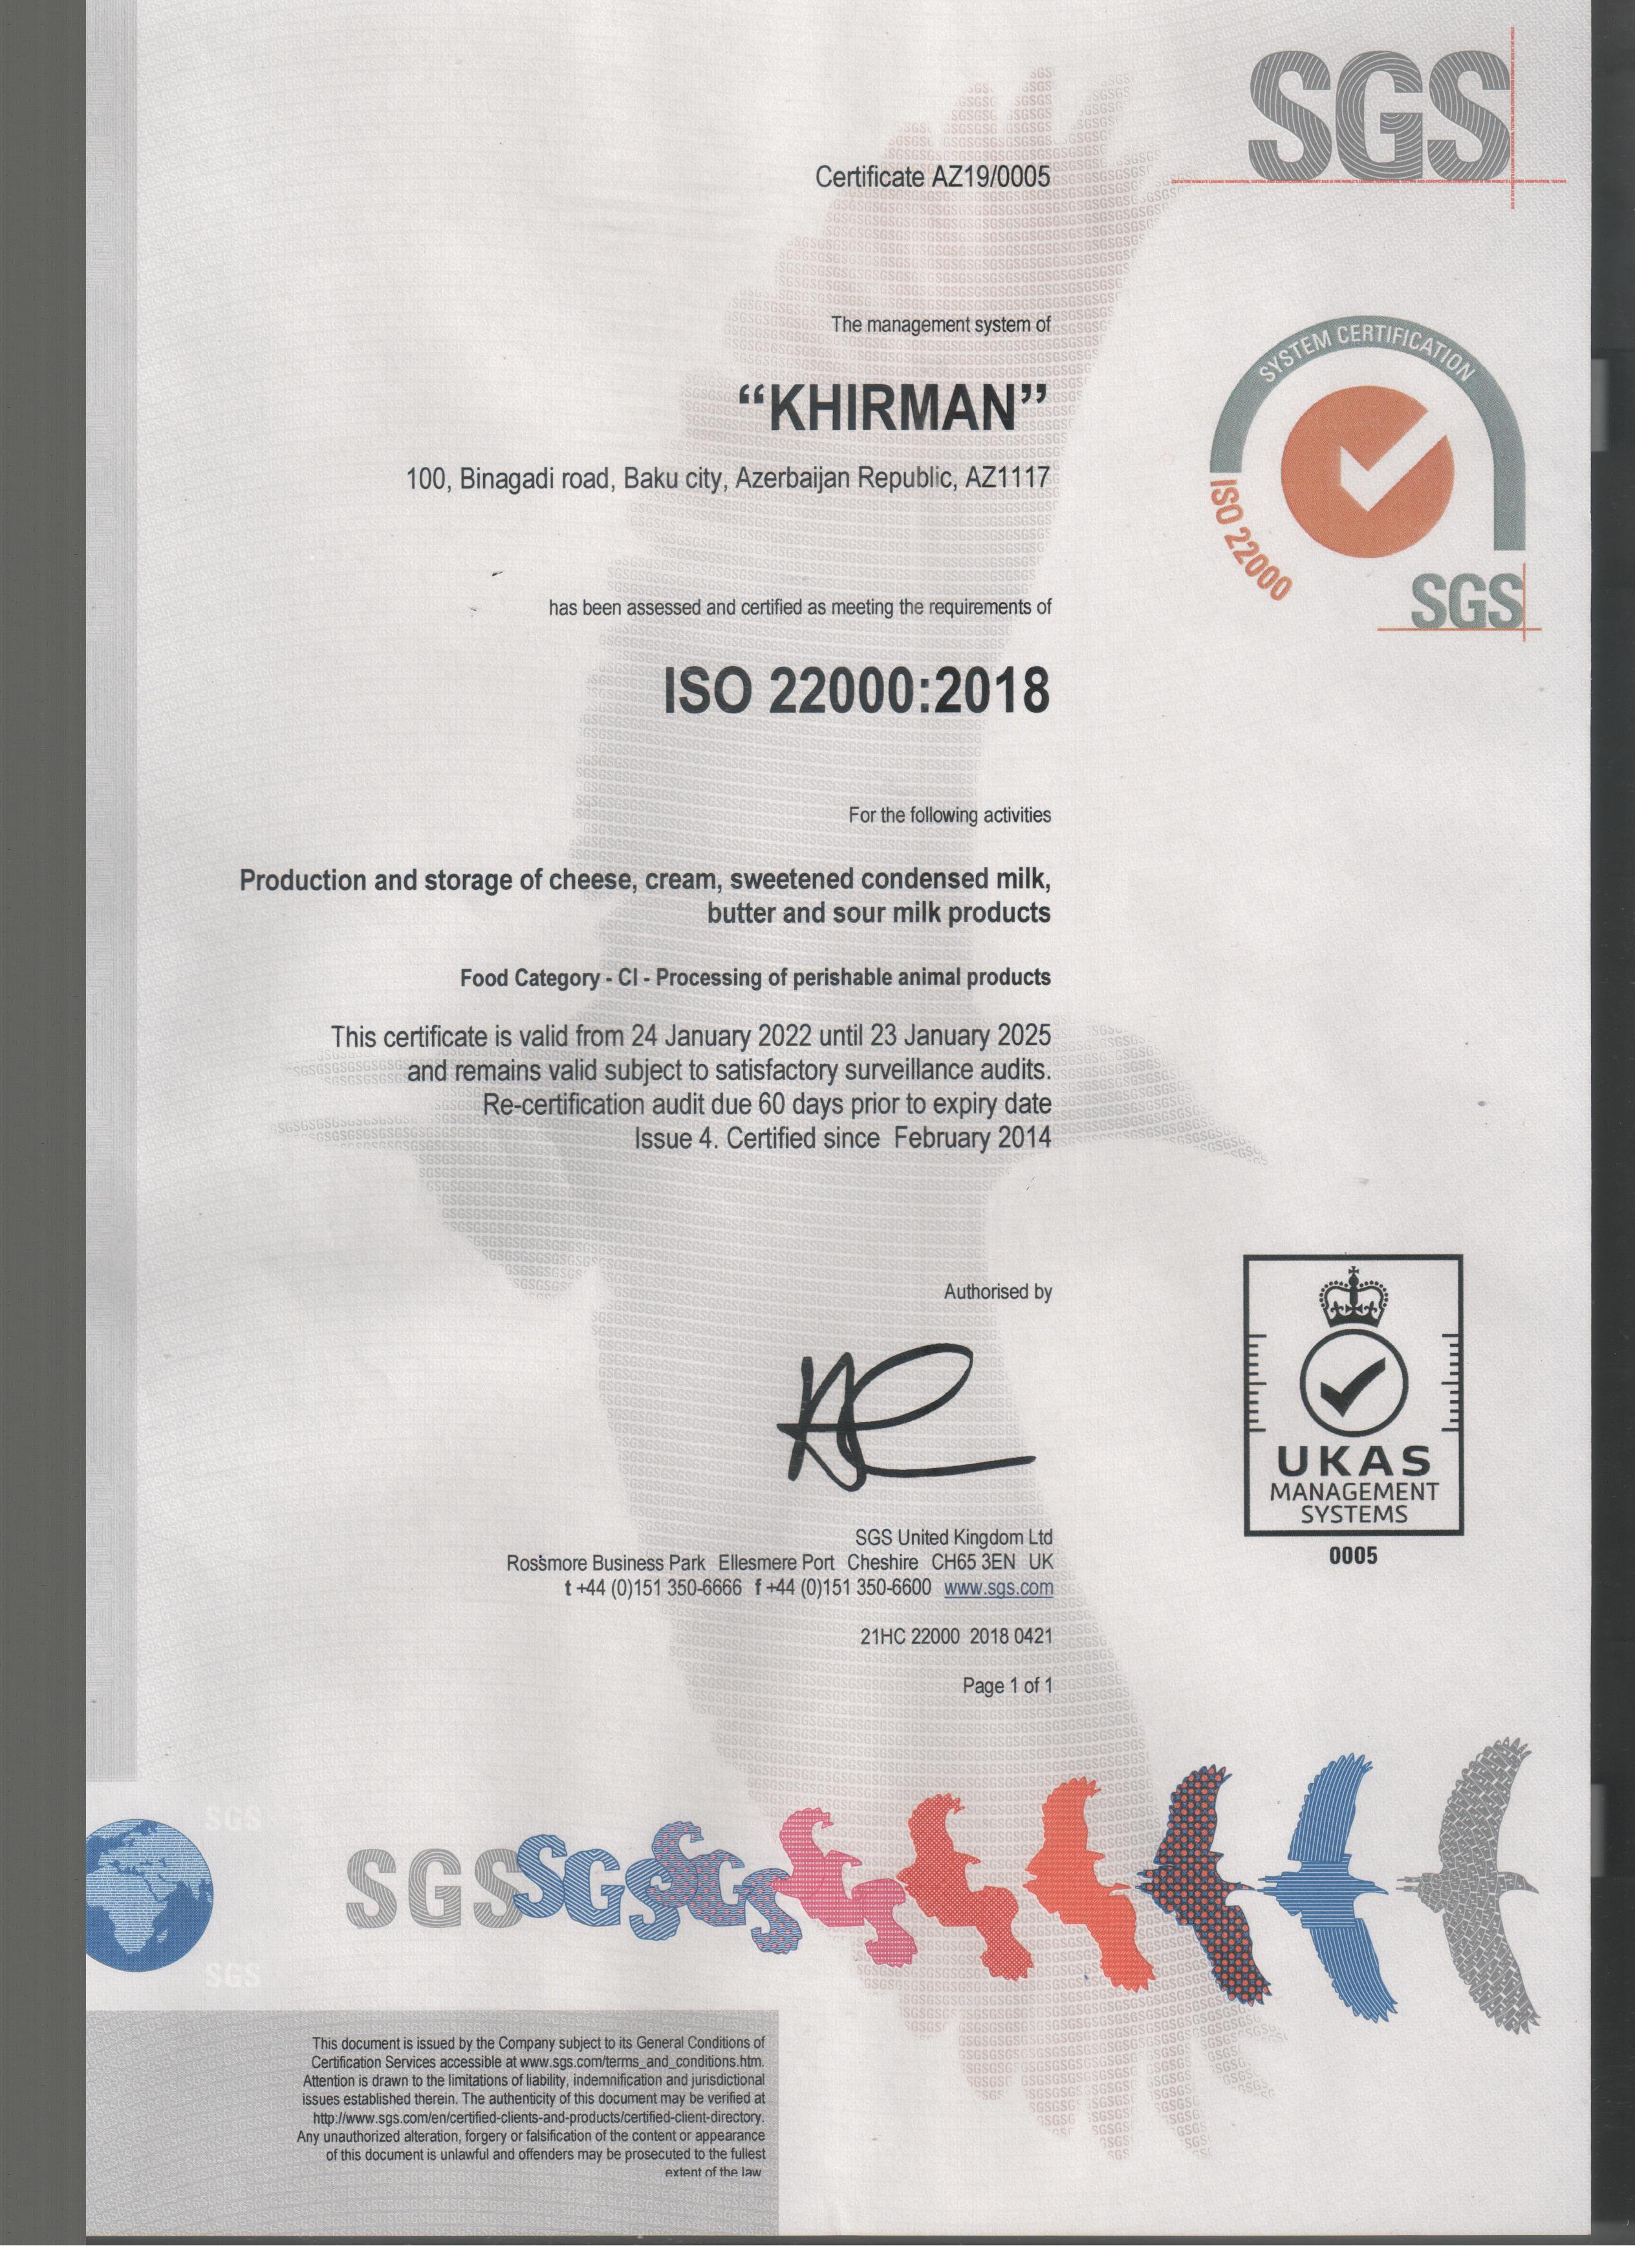 SGS
Certificate AZ19/0005
The management system of
“KHIRMAN”
100, Binagadi road, Baku city, Azerbaijan Republic, AZ1117
SYSTEM CERTIFICATION
ISO 22000
SGS
has been assessed and certified as meeting the requirements of
ISO 22000:2018
For the following activities
Production and storage of cheese, cream, sweetened condensed milk,
butter and sour milk products
Food Category - CI - Processing of perishable animal products
This certificate is valid from 24 January 2022 until 23 January 2025
and remains valid subject to satisfactory surveillance audits.
Re-certification audit due 60 days prior to expiry date
Issue 4. Certified since February 2014
Authorised by
UKAS
MANAGEMENT
SYSTEMS
0005
SGS United Kingdom Ltd
Rossmore Business Park Ellesmere Port Cheshire CH65 3EN UK
t +44 (0)151 350-6666 f +44 (0)151 350-6600 www.sgs.com
21HC 22000 2018 0421
Page 1 of 1
SGS
SGS SGS SGS
SGS
This document is issued by the Company subject to its General Conditions of
Certification Services accessible at www.sgs.com/terms_and_conditions.htm.
Attention is drawn to the limitations of liability, indemnification and jurisdictional
issues established therein. The authenticity of this document may be verified at
http://www.sgs.com/en/certified-clients-and-products/certified-client-directory.
Any unauthorized alteration, forgery or falsification of the content or appearance
of this document is unlawful and offenders may be prosecuted to the fullest
extent of the law.